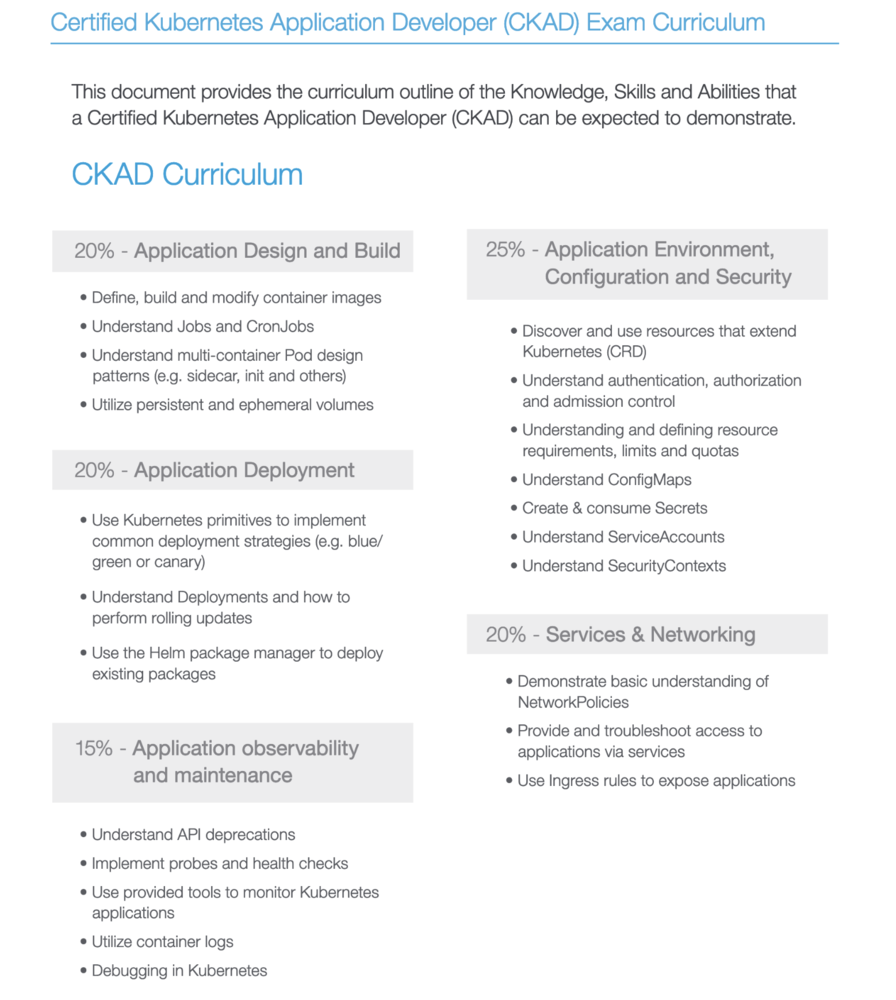 Certified Kubernetes Application Developer (CKAD) Exam Curriculum
This document provides the curriculum outline of the Knowledge, Skills and Abilities that
a Certified Kubernetes Application Developer (CKAD) can be expected to demonstrate.
CKAD Curriculum
20% - Application Design and Build
• Define, build and modify container images
• Understand Jobs and CronJobs
• Understand multi-container Pod design
patterns (e.g. sidecar, init and others)
• Utilize persistent and ephemeral volumes
20% - Application Deployment
• Use Kubernetes primitives to implement
common deployment strategies (e.g. blue/
green or canary)
• Understand Deployments and how to
perform rolling updates
• Use the Helm package manager to deploy
existing packages
15% - Application observability
and maintenance
• Understand API deprecations
• Implement probes and health checks
• Use provided tools to monitor Kubernetes
applications
• Utilize container logs
• Debugging in Kubernetes
25% - Application Environment,
Configuration and Security
• Discover and use resources that extend
Kubernetes (CRD)
• Understand authentication, authorization
and admission control
• Understanding and defining resource
requirements, limits and quotas
• Understand ConfigMaps
• Create & consume Secrets
• Understand ServiceAccounts
• Understand SecurityContexts
20% - Services & Networking
• Demonstrate basic understanding of
NetworkPolicies
• Provide and troubleshoot access to
applications via services
• Use Ingress rules to expose applications